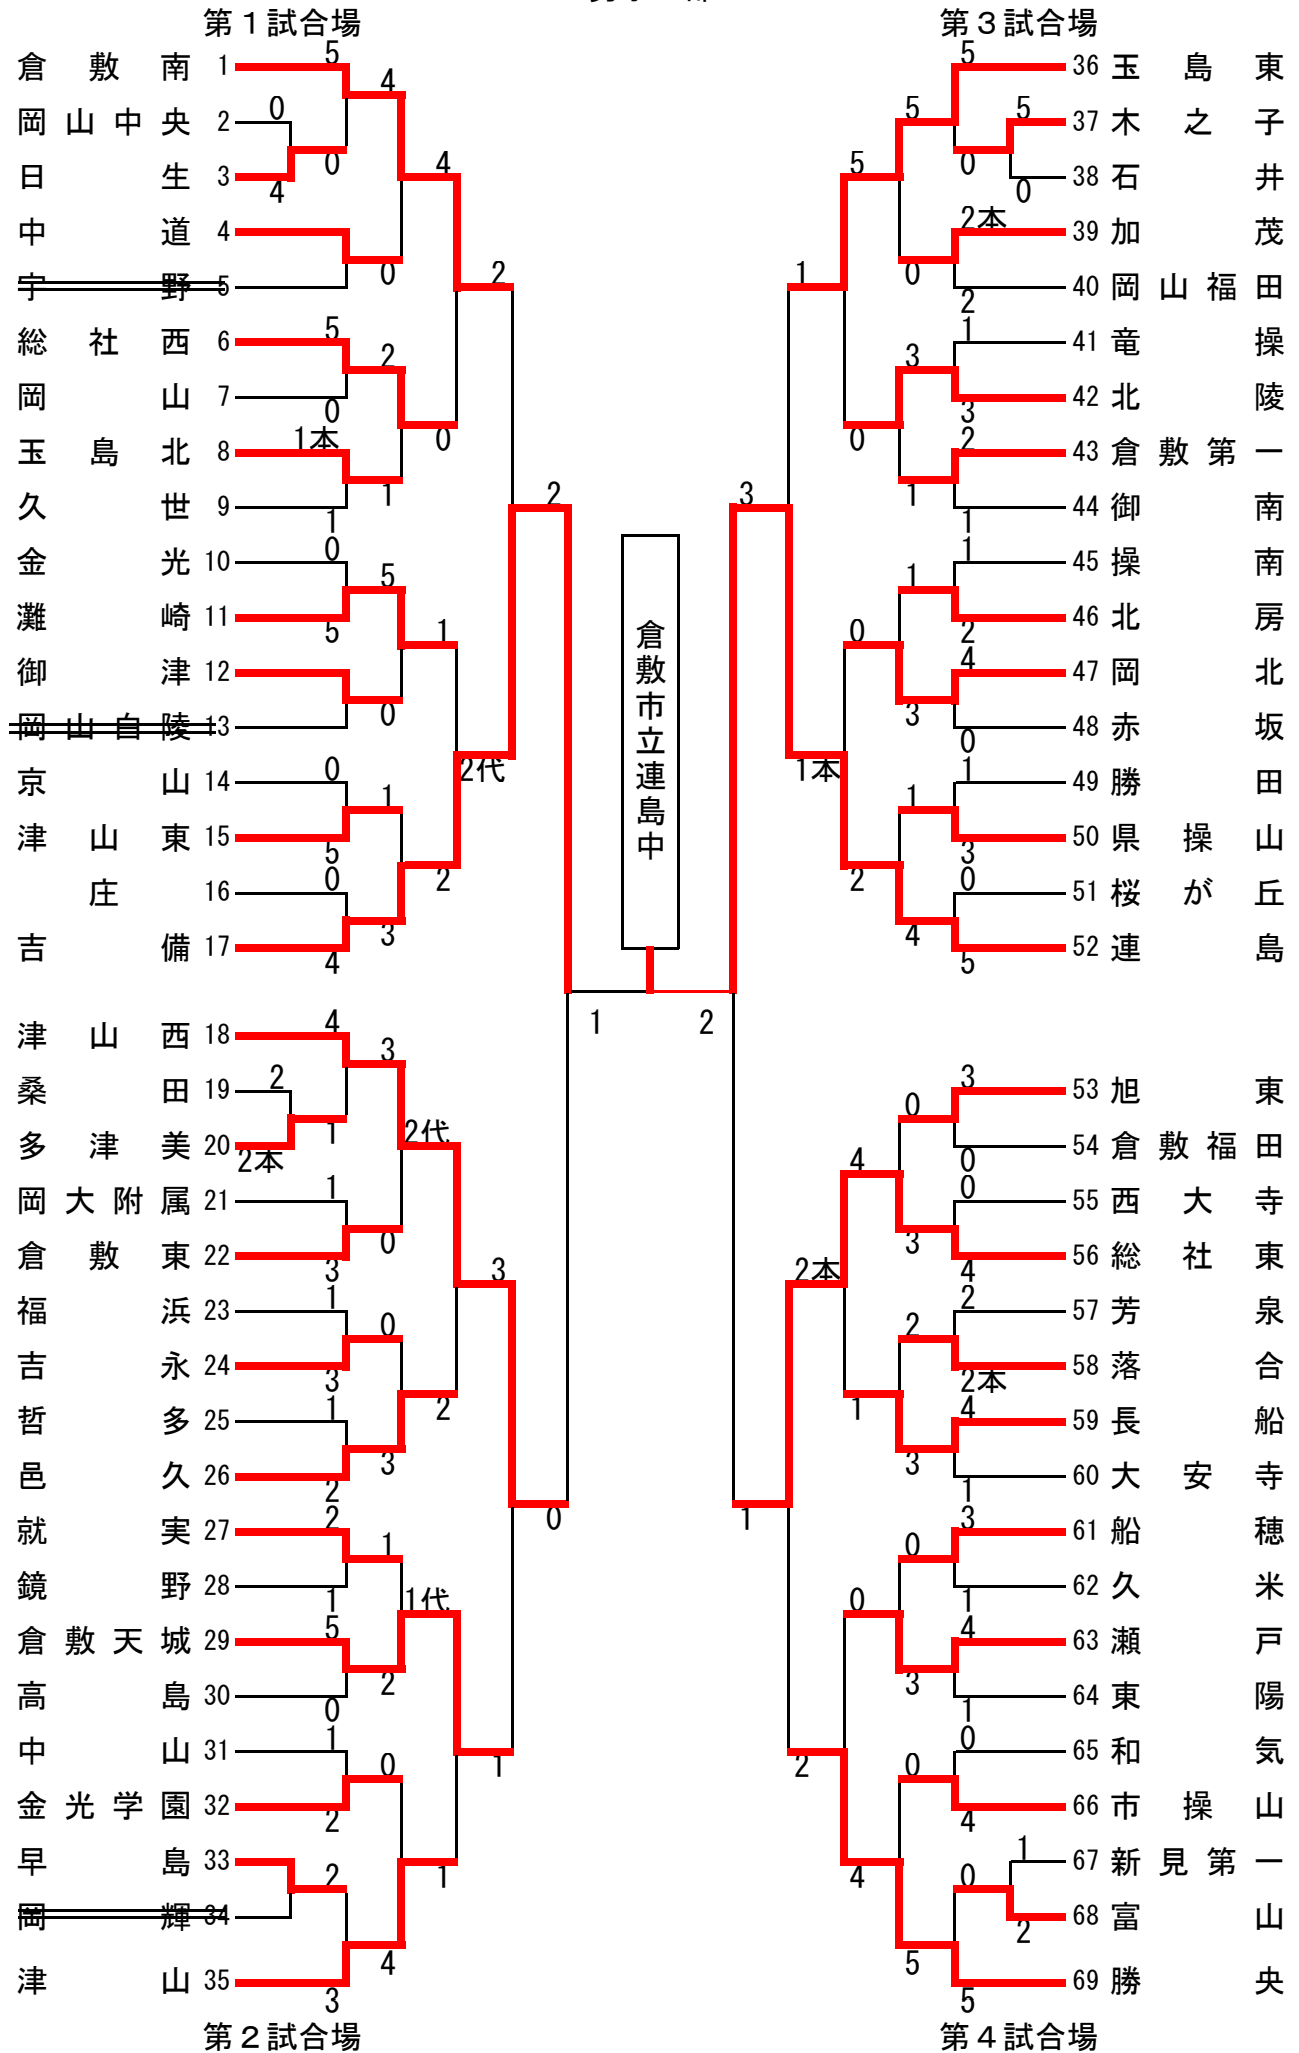 第１試合場
第３試合場
倉敷南 1
岡山中央 2
日生 3
中道 4
宇野 5
総社西 6
岡山 7
玉島北 8
久世 9
金光 10
灘崎 11
御津 12
岡山白陵 13
京山 14
津山東 15
庄 16
吉備 17
5
0
4
0
4
0
5
0
1本
1
0
5
0
5
0
4
4
0
2
1
5
0
1
3
4
0
1
2
2
2代
2
津山西 18
桑田 19
多津美 20
岡大附属 21
倉敷東 22
福浜 23
吉永 24
哲多 25
邑久 26
就実 27
鏡野 28
倉敷天城 29
高島 30
中山 31
金光学園 32
早島 33
岡輝 34
津山 35
4
2
2本
1
1
3
1
3
1
2
2
1
5
0
1
2
2
3
3
0
0
3
1
2
0
4
2代
2
1代
1
3
1
0
倉敷市立連島中
1
2
36 玉島東
37 木之子
38 石井
39 加茂
40 岡山福田
41 竜操
42 北陵
43 倉敷第一
44 御南
45 操南
46 北房
47 岡北
48 赤坂
49 勝田
50 県操山
51 桜が丘
52 連島
5
5
0
0
2本
2
1
3
2
1
1
2
4
0
1
3
0
5
5
0
3
1
1
3
1
4
5
0
0
2
1
1本
3
53 旭東
54 倉敷福田
55 西大寺
56 総社東
57 芳泉
58 落合
59 長船
60 大安寺
61 船穂
62 久米
63 瀬戸
64 東陽
65 和気
66 市操山
67 新見第一
68 富山
69 勝央
3
0
0
4
2
2本
4
1
3
1
4
1
0
4
1
2
0
5
0
3
2
3
0
3
0
5
4
1
0
4
2本
2
1
第２試合場
第４試合場